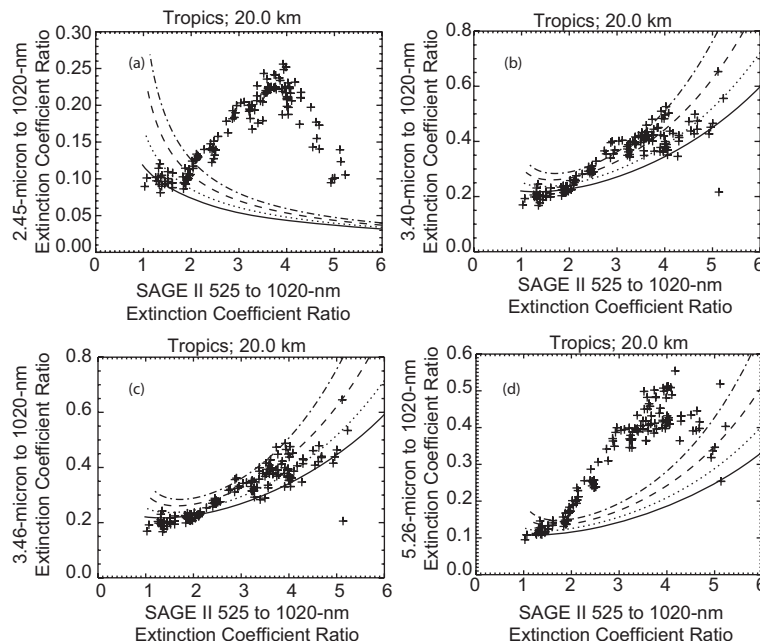 Tropics; 20.0 km
(a)
2.45-micron to 1020-nm
Extinction Coefficient Ratio
0.30
0.25
0.20
0.15
0.10
0.05
0.00
0 1 2 3 4 5 6
SAGE II 525 to 1020-nm
Extinction Coefficient Ratio
Tropics; 20.0 km
(b)
3.40-micron to 1020-nm
Extinction Coefficient Ratio
0.8
0.6
0.4
0.2
0.0
0 1 2 3 4 5 6
SAGE II 525 to 1020-nm
Extinction Coefficient Ratio
Tropics; 20.0 km
(c)
3.46-micron to 1020-nm
Extinction Coefficient Ratio
0.8
0.6
0.4
0.2
0.0
0 1 2 3 4 5 6
SAGE II 525 to 1020-nm
Extinction Coefficient Ratio
Tropics; 20.0 km
(d)
5.26-micron to 1020-nm
Extinction Coefficient Ratio
0.6
0.5
0.4
0.3
0.2
0.1
0.0
0 1 2 3 4 5 6
SAGE II 525 to 1020-nm
Extinction Coefficient Ratio